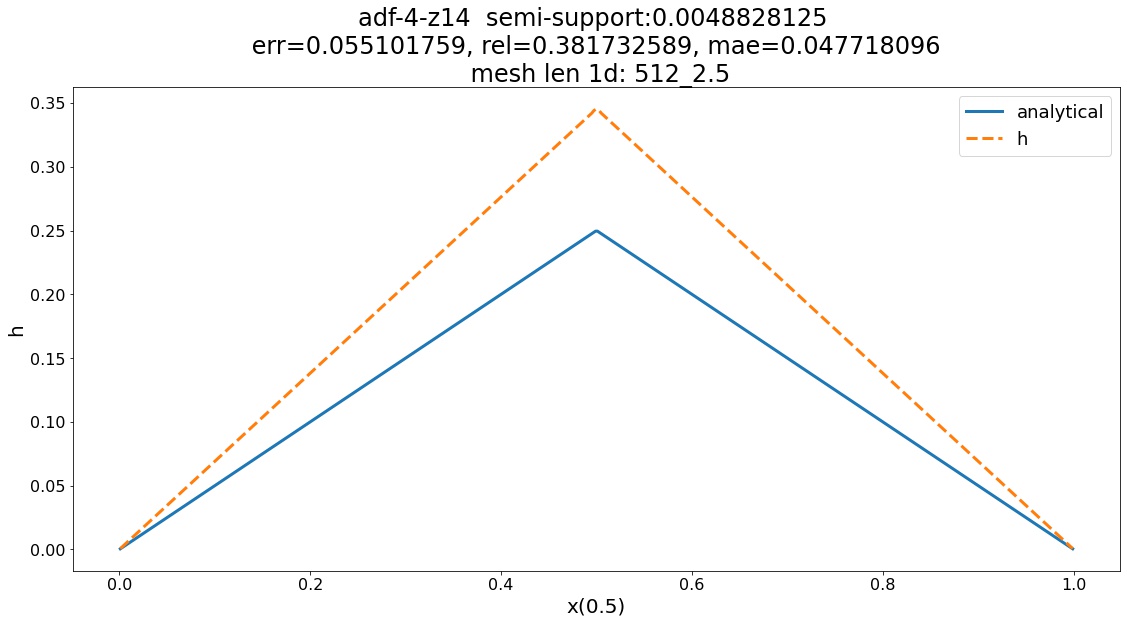 adf-4-z14  semi-support:0.0048828125
err=0.055101759, rel=0.381732589, mae=0.047718096
mesh len 1d: 512_2.5
analytical
h
0.35
0.30
0.25
0.20
0.15
0.10
0.05
0.00
h
0.0 0.2 0.4 0.6 0.8 1.0
x(0.5)